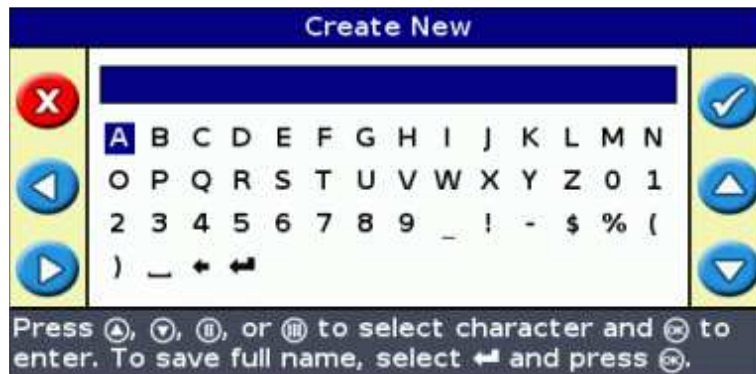 Create New
A B C D E F G H I J K L M N
O P Q R S T U V W X Y Z 0 1
2 3 4 5 6 7 8 9 _ ! - $ % (
) ⎵ ← ↵
Press ▲, ▼, II, or III to select character and OK to
enter. To save full name, select ↵ and press OK.